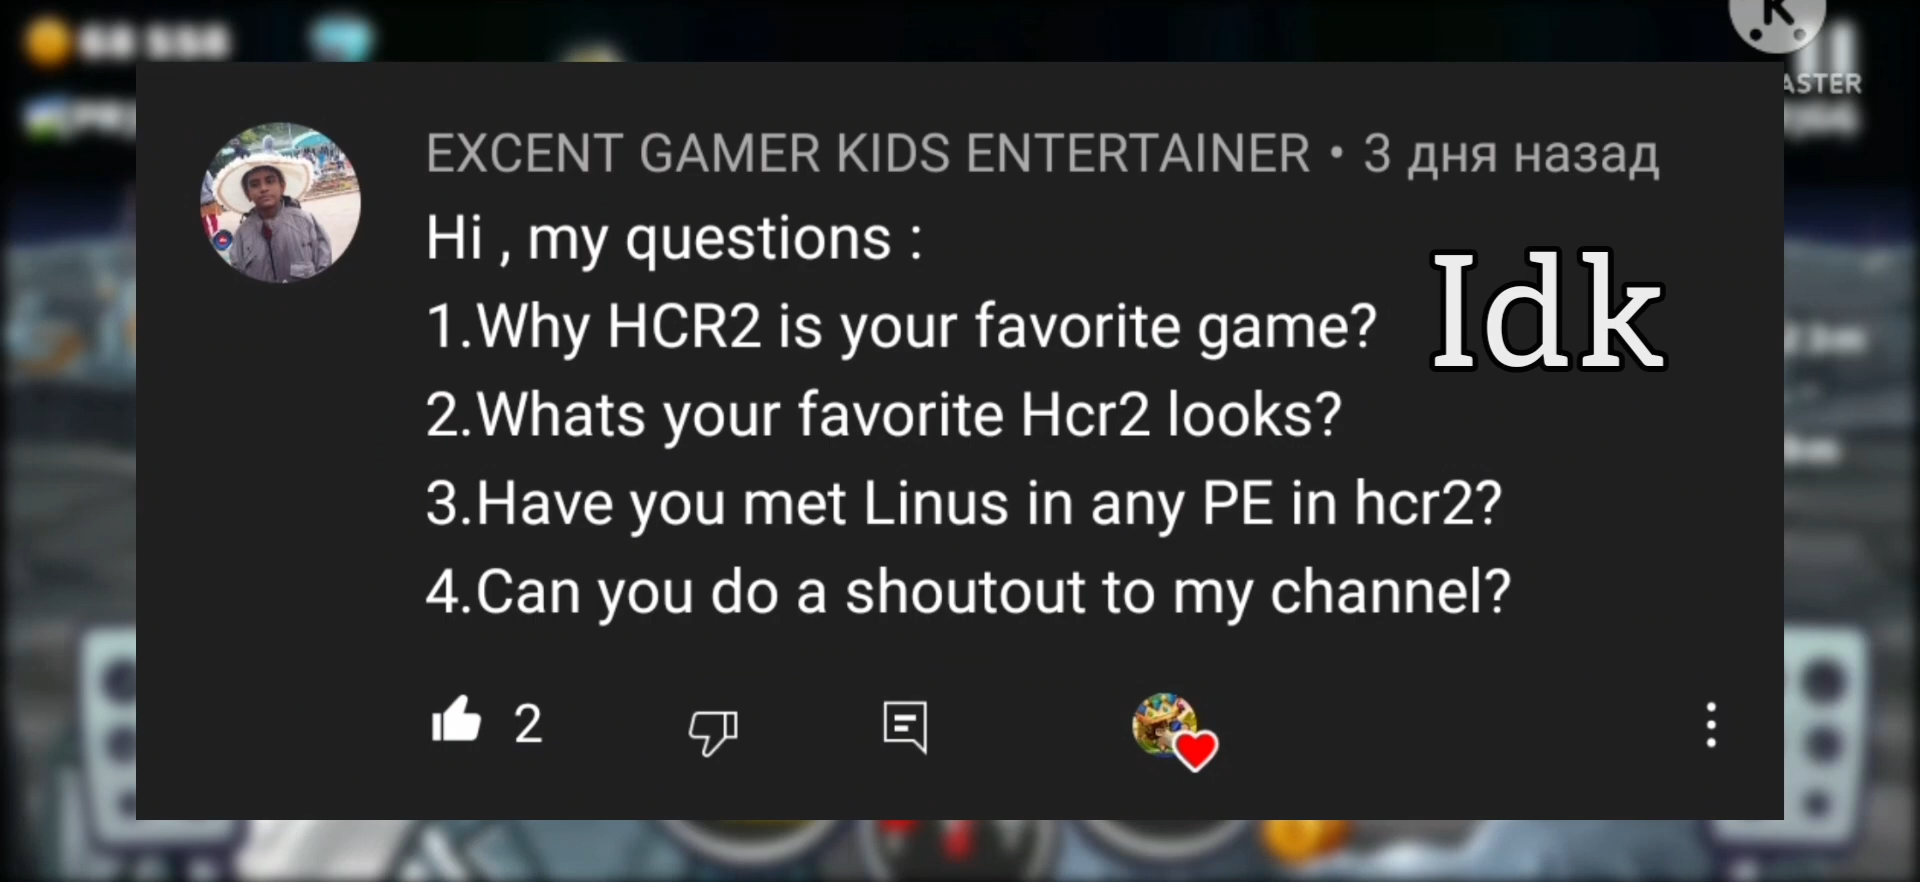 68 558
K
ASTER
EXCENT GAMER KIDS ENTERTAINER • 3 дня назад
Hi , my questions :
1.Why HCR2 is your favorite game?
Idk
2.Whats your favorite Hcr2 looks?
3.Have you met Linus in any PE in hcr2?
4.Can you do a shoutout to my channel?
2